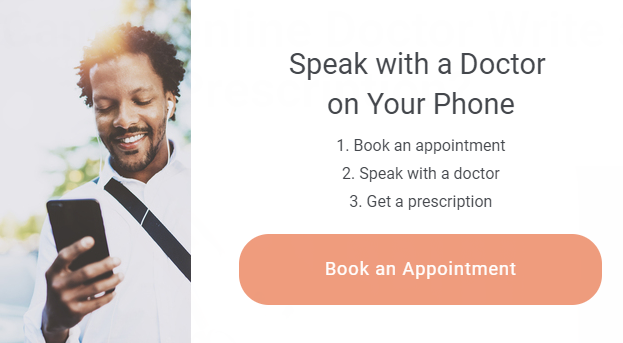 Speak with a Doctor
on Your Phone
1. Book an appointment
2. Speak with a doctor
3. Get a prescription
Book an Appointment